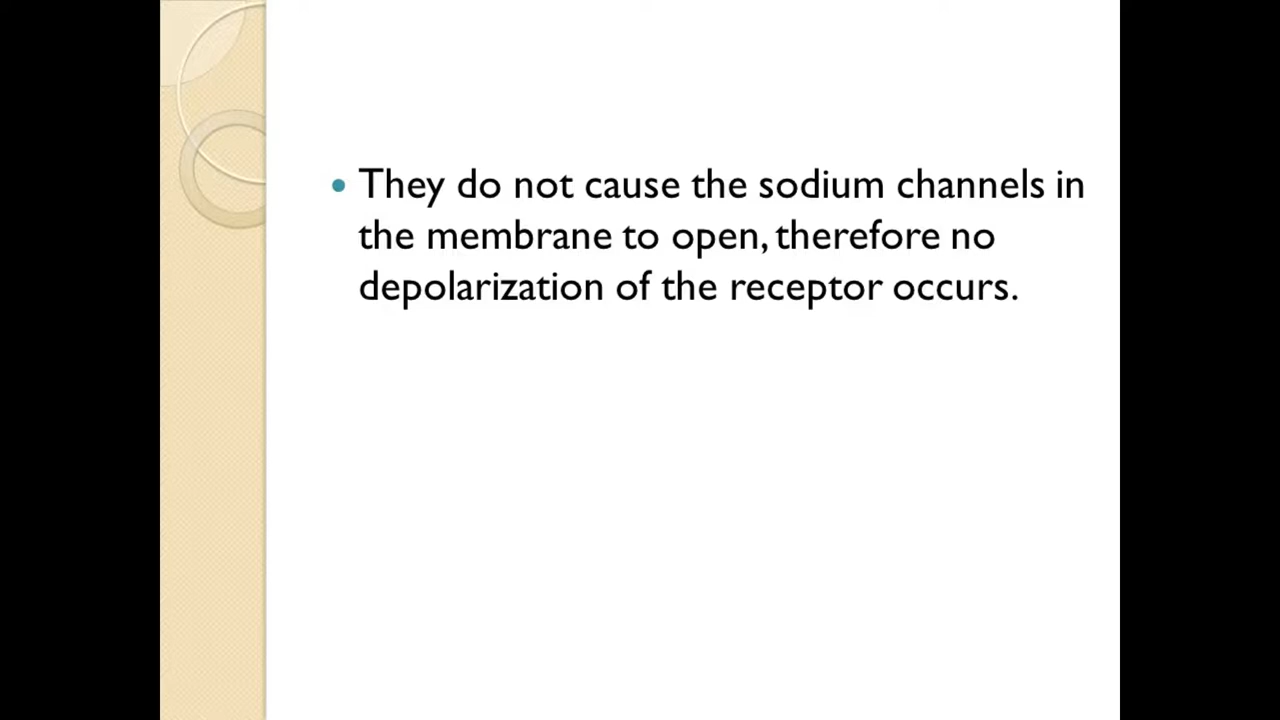 • They do not cause the sodium channels in
the membrane to open, therefore no
depolarization of the receptor occurs.